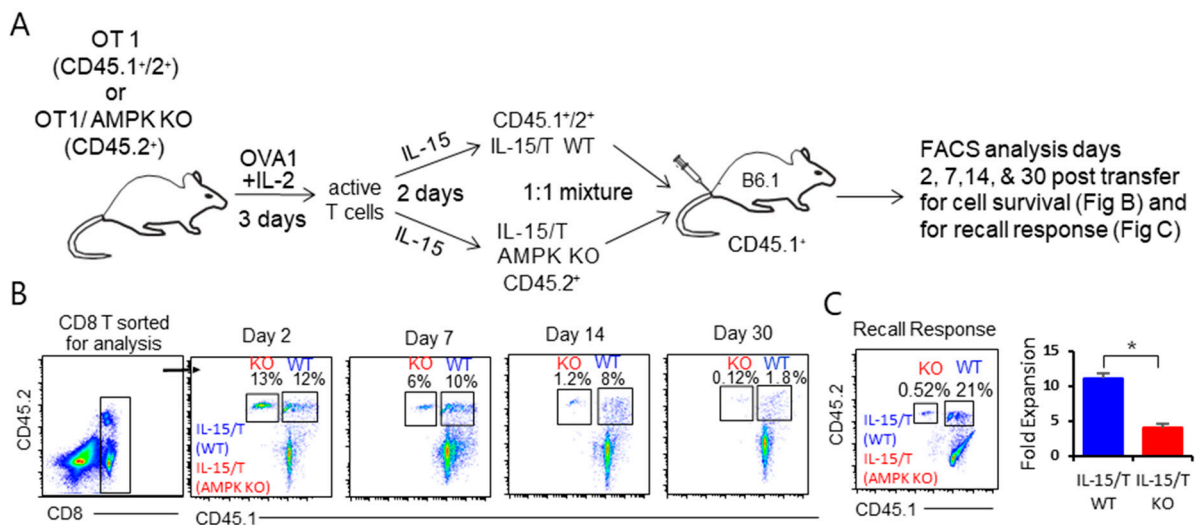 A
OT 1
(CD45.1+/2+)
or
OT1/ AMPK KO
(CD45.2+)
OVA1
+IL-2
3 days
active
T cells
IL-15
2 days
IL-15
CD45.1+/2+
IL-15/T WT
1:1 mixture
IL-15/T
AMPK KO
CD45.2+
B6.1
CD45.1+
FACS analysis days
2, 7,14, & 30 post transfer
for cell survival (Fig B) and
for recall response (Fig C)
B
CD8 T sorted
for analysis
CD45.2
CD8
Day 2
KO WT
13% 12%
IL-15/T
(WT)
IL-15/T
(AMPK KO)
Day 7
KO WT
6% 10%
Day 14
KO WT
1.2% 8%
Day 30
KO WT
0.12% 1.8%
CD45.1
C
Recall Response
CD45.2
KO WT
0.52% 21%
IL-15/T
(WT)
IL-15/T
(AMPK KO)
CD45.1
Fold Expansion
15
10
5
0
*
IL-15/T IL-15/T
WT KO